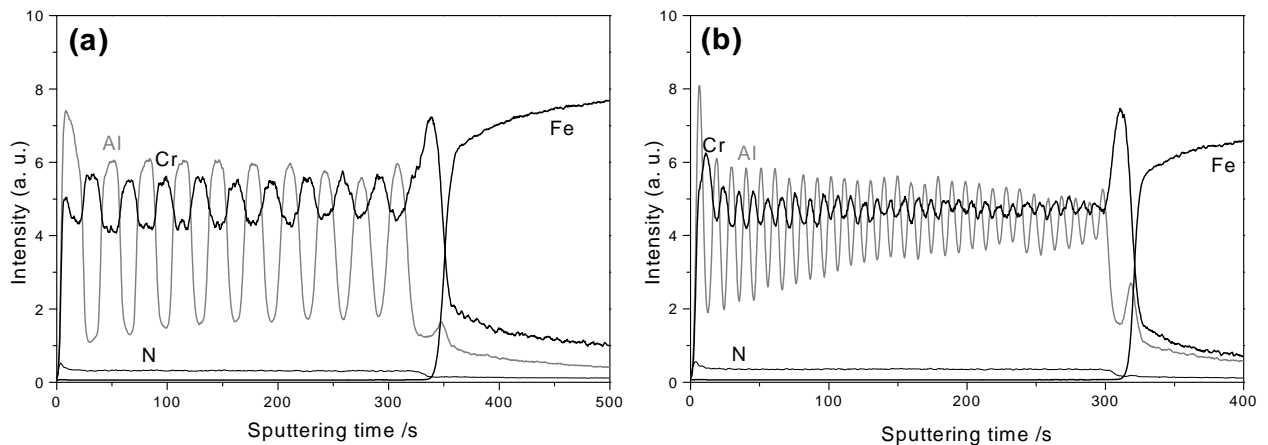 (a)
10
8
6
4
2
0
Intensity (a. u.)
Al
Cr
Fe
N
0 100 200 300 400 500
Sputtering time /s
(b)
10
8
6
4
2
0
Intensity (a. u.)
Cr
Al
Fe
N
0 100 200 300 400
Sputtering time /s